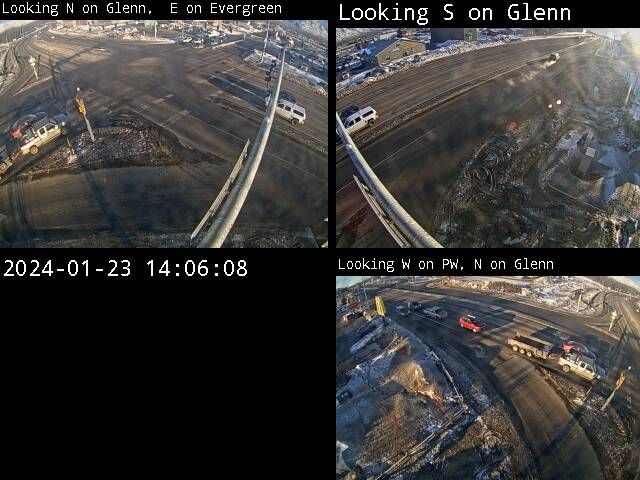 Looking N on Glenn,  E on Evergreen
Looking S on Glenn
2024-01-23 14:06:08
Looking W on PW, N on Glenn